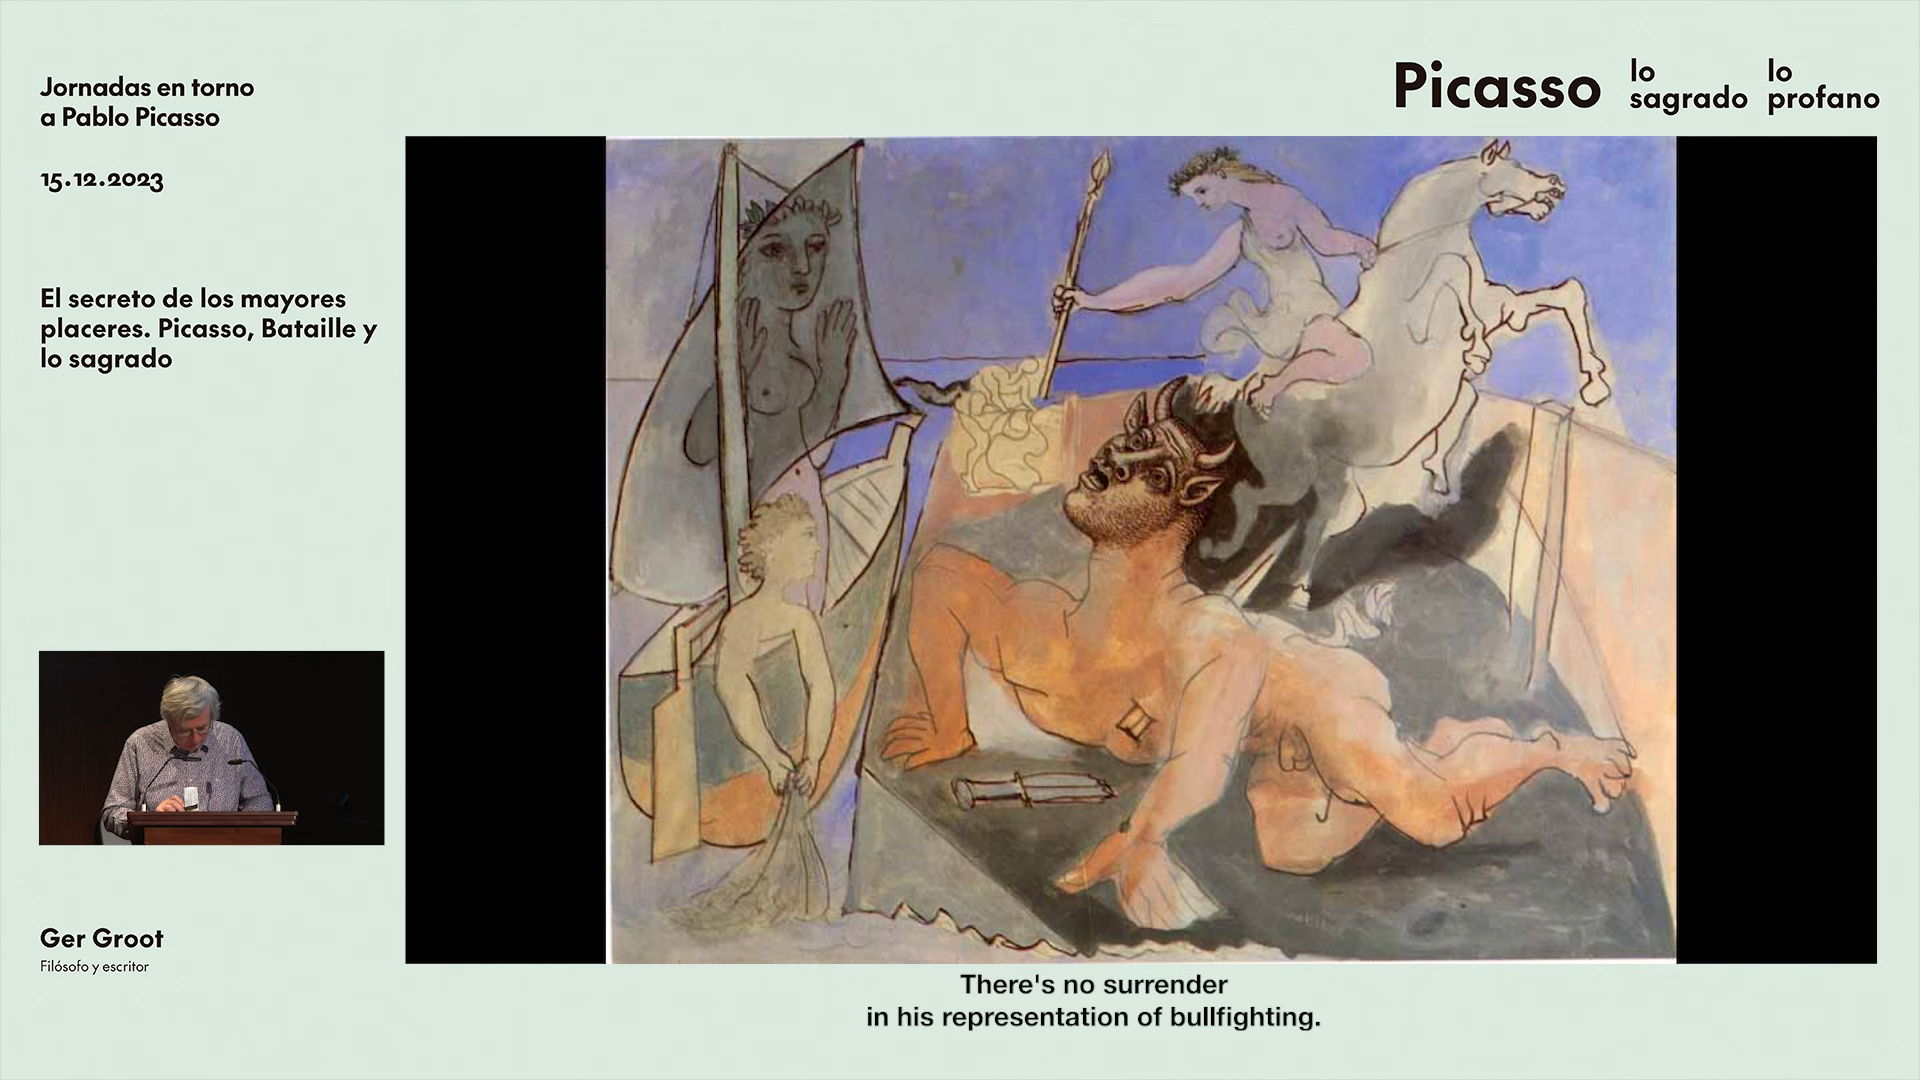 Jornadas en torno
a Pablo Picasso
15.12.2023
El secreto de los mayores
placeres. Picasso, Bataille y
lo sagrado
Ger Groot
Filósofo y escritor
Picasso
lo
sagrado
lo
profano
There's no surrender
in his representation of bullfighting.